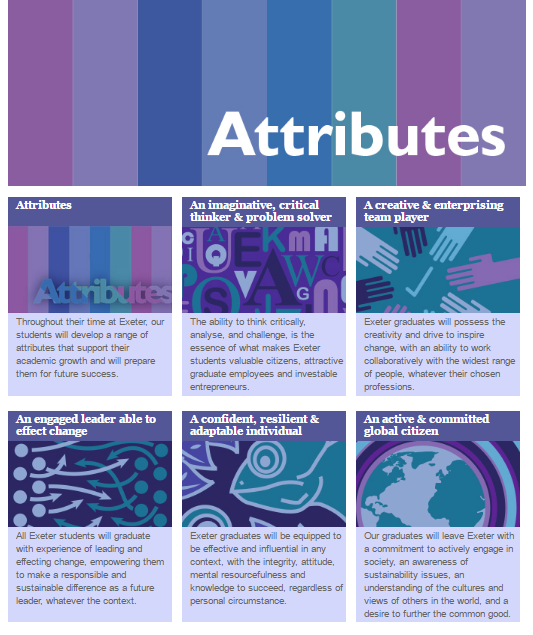 Attributes
Attributes
Attributes
Throughout their time at Exeter, our
students will develop a range of
attributes that support their
academic growth and will prepare
them for future success.
An imaginative, critical
thinker & problem solver
The ability to think critically,
analyse, and challenge, is the
essence of what makes Exeter
students valuable citizens, attractive
graduate employees and investable
entrepreneurs.
A creative & enterprising
team player
Exeter graduates will possess the
creativity and drive to inspire
change, with an ability to work
collaboratively with the widest range
of people, whatever their chosen
professions.
An engaged leader able to
effect change
All Exeter students will graduate
with experience of leading and
effecting change, empowering them
to make a responsible and
sustainable difference as a future
leader, whatever the context.
A confident, resilient &
adaptable individual
Exeter graduates will be equipped to
be effective and influential in any
context, with the integrity, attitude,
mental resourcefulness and
knowledge to succeed, regardless of
personal circumstance.
An active & committed
global citizen
Our graduates will leave Exeter with
a commitment to actively engage in
society, an awareness of
sustainability issues, an
understanding of the cultures and
views of others in the world, and a
desire to further the common good.